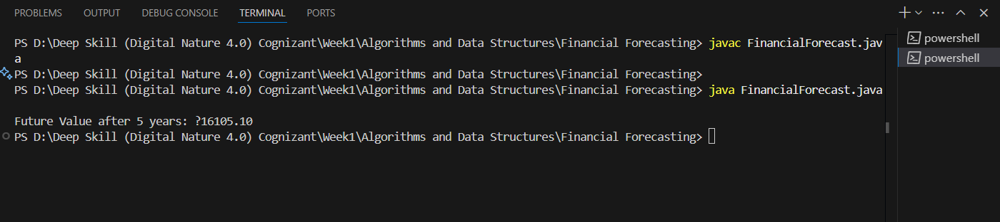 PROBLEMS OUTPUT DEBUG CONSOLE TERMINAL PORTS
PS D:\Deep Skill (Digital Nature 4.0) Cognizant\Week1\Algorithms and Data Structures\Financial Forecasting> javac FinancialForecast.jav
a
PS D:\Deep Skill (Digital Nature 4.0) Cognizant\Week1\Algorithms and Data Structures\Financial Forecasting>
PS D:\Deep Skill (Digital Nature 4.0) Cognizant\Week1\Algorithms and Data Structures\Financial Forecasting> java FinancialForecast.java
Future Value after 5 years: ?16105.10
PS D:\Deep Skill (Digital Nature 4.0) Cognizant\Week1\Algorithms and Data Structures\Financial Forecasting>
powershell
powershell